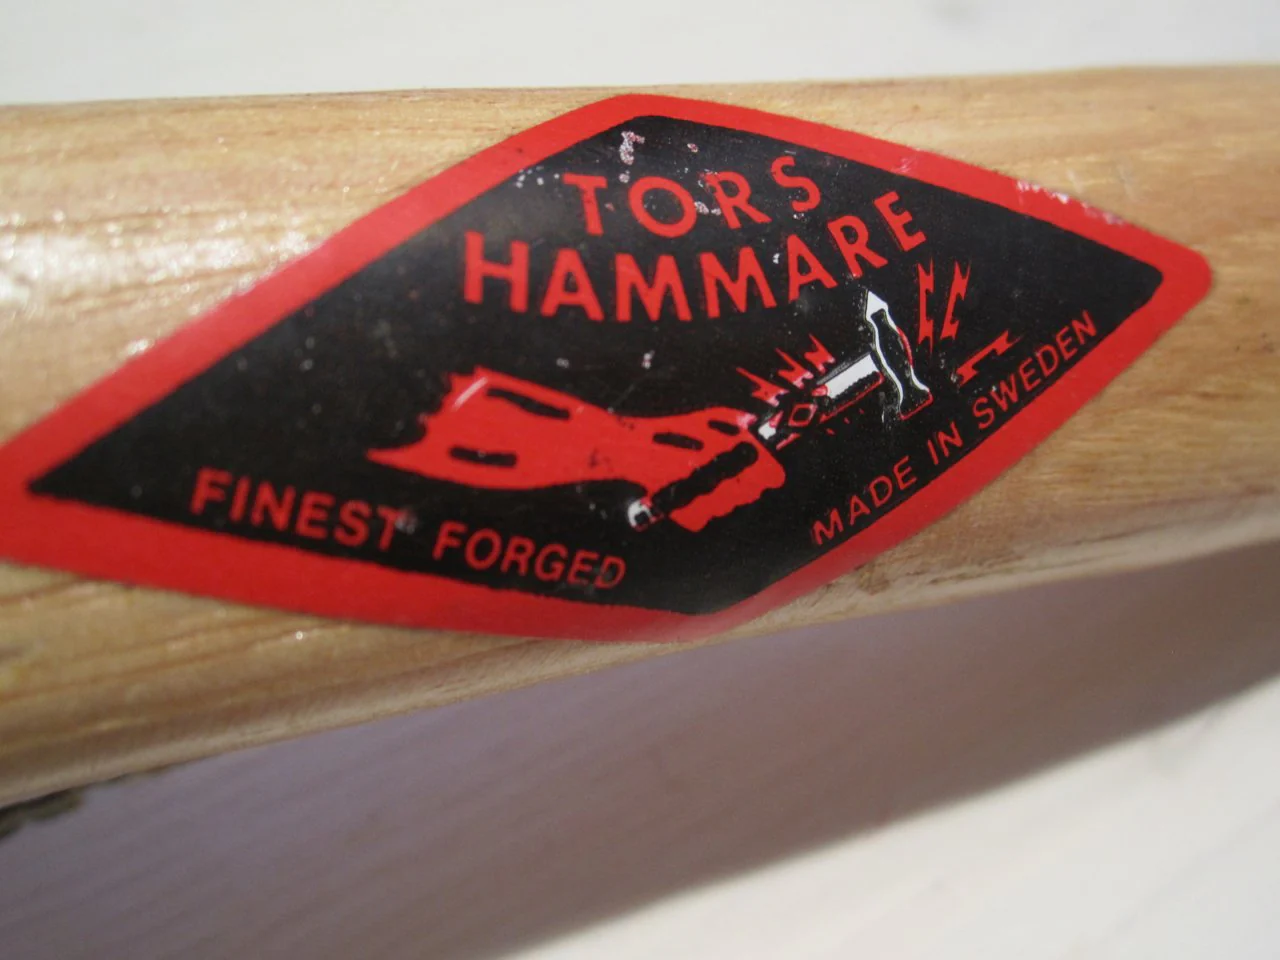 TORS
HAMMARE
FINEST FORGED
MADE IN SWEDEN